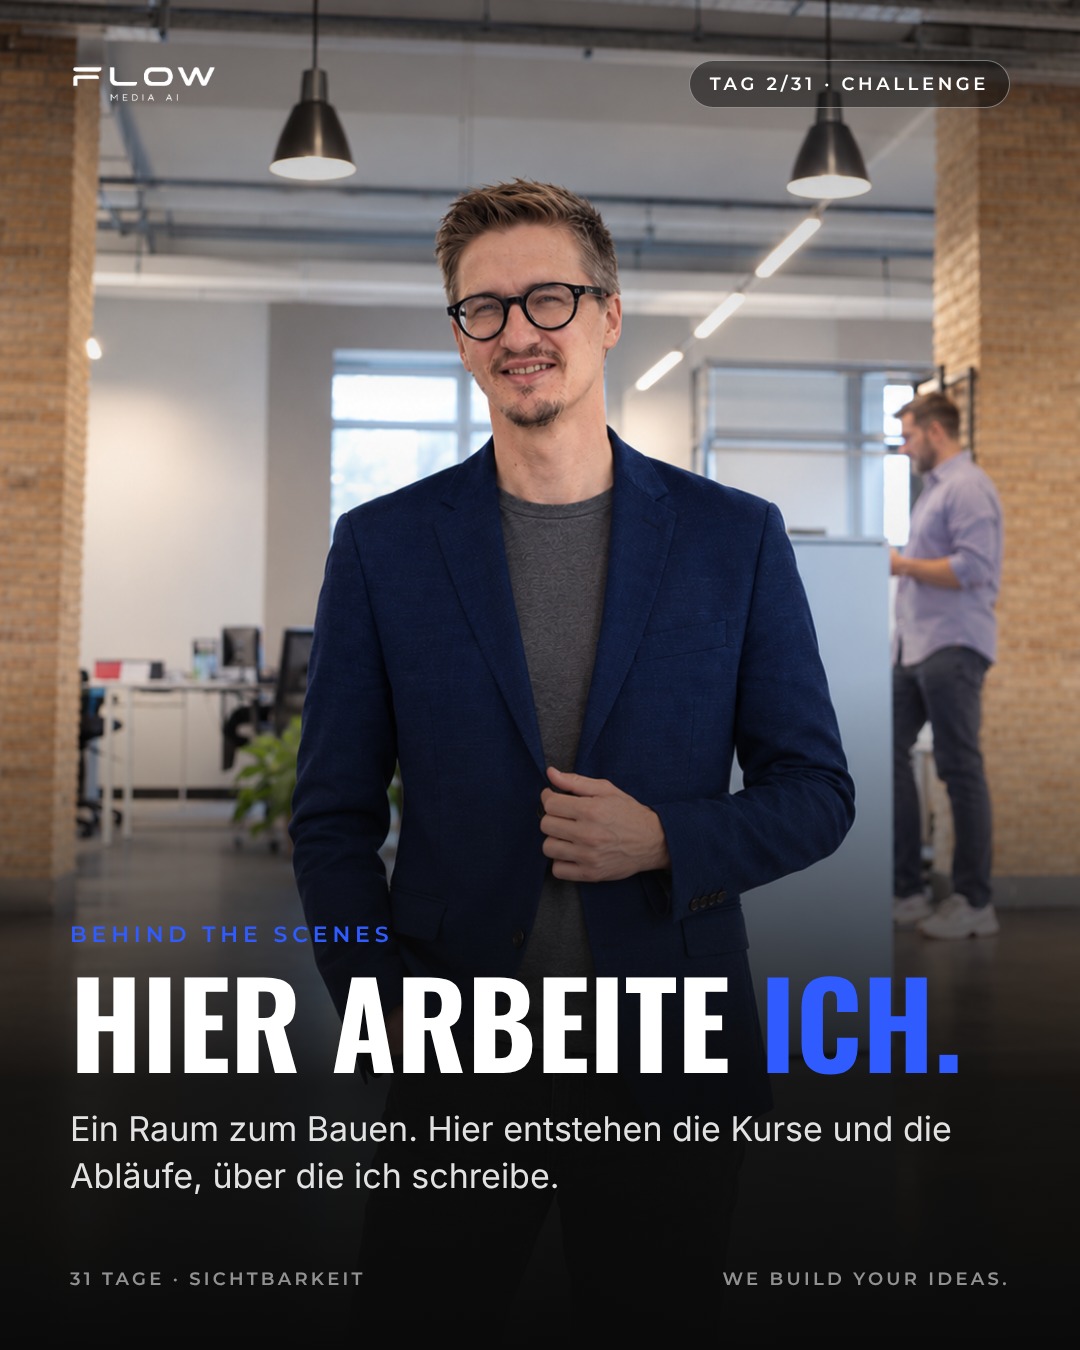 FLOW
MEDIA AI
TAG 2/31 · CHALLENGE
BEHIND THE SCENES
HIER ARBEITE ICH.
Ein Raum zum Bauen. Hier entstehen die Kurse und die
Abläufe, über die ich schreibe.
31 TAGE · SICHTBARKEIT
WE BUILD YOUR IDEAS.